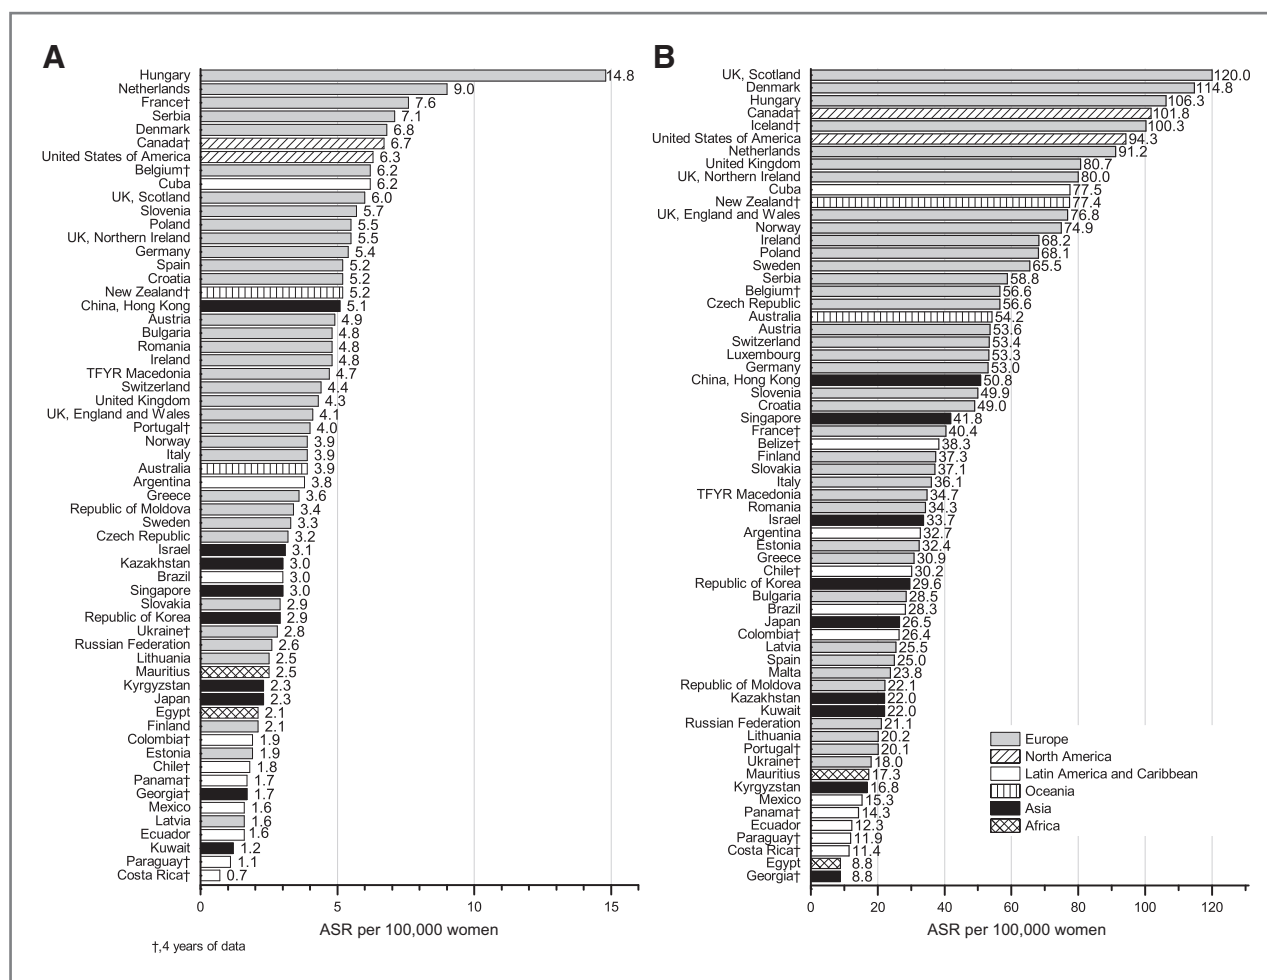 A
Hungary 14.8
Netherlands 9.0
France† 7.6
Serbia 7.1
Denmark 6.8
Canada† 6.7
United States of America 6.3
Belgium† 6.2
Cuba 6.2
UK, Scotland 6.0
Slovenia 5.7
Poland 5.5
UK, Northern Ireland 5.5
Germany 5.4
Spain 5.2
Croatia 5.2
New Zealand† 5.2
China, Hong Kong 5.1
Austria 4.9
Bulgaria 4.8
Romania 4.8
Ireland 4.8
TFYR Macedonia 4.7
Switzerland 4.4
United Kingdom 4.3
UK, England and Wales 4.1
Portugal† 4.0
Norway 3.9
Italy 3.9
Australia 3.9
Argentina 3.8
Greece 3.6
Republic of Moldova 3.4
Sweden 3.3
Czech Republic 3.2
Israel 3.1
Kazakhstan 3.0
Brazil 3.0
Singapore 3.0
Slovakia 2.9
Republic of Korea 2.9
Ukraine† 2.8
Russian Federation 2.6
Lithuania 2.5
Mauritius 2.5
Kyrgyzstan 2.3
Japan 2.3
Egypt 2.1
Finland 2.1
Colombia† 1.9
Estonia 1.9
Chile† 1.8
Panama† 1.7
Georgia† 1.7
Mexico 1.6
Latvia 1.6
Ecuador 1.6
Kuwait 1.2
Paraguay† 1.1
Costa Rica† 0.7
0 5 10 15
ASR per 100,000 women
†,4 years of data
B
UK, Scotland 120.0
Denmark 114.8
Hungary 106.3
Canada† 101.8
Iceland† 100.3
United States of America 94.3
Netherlands 91.2
United Kingdom 80.7
UK, Northern Ireland 80.0
Cuba 77.5
New Zealand† 77.4
UK, England and Wales 76.8
Norway 74.9
Ireland 68.2
Poland 68.1
Sweden 65.5
Serbia 58.8
Belgium† 56.6
Czech Republic 56.6
Australia 54.2
Austria 53.6
Switzerland 53.4
Luxembourg 53.3
Germany 53.0
China, Hong Kong 50.8
Slovenia 49.9
Croatia 49.0
Singapore 41.8
France† 40.4
Belize† 38.3
Finland 37.3
Slovakia 37.1
Italy 36.1
TFYR Macedonia 34.7
Romania 34.3
Israel 33.7
Argentina 32.7
Estonia 32.4
Greece 30.9
Chile† 30.2
Republic of Korea 29.6
Bulgaria 28.5
Brazil 28.3
Japan 26.5
Colombia† 26.4
Latvia 25.5
Spain 25.0
Malta 23.8
Republic of Moldova 22.1
Kazakhstan 22.0
Kuwait 22.0
Russian Federation 21.1
Lithuania 20.2
Portugal† 20.1
Ukraine† 18.0
Mauritius 17.3
Kyrgyzstan 16.8
Mexico 15.3
Panama† 14.3
Ecuador 12.3
Paraguay† 11.9
Costa Rica† 11.4
Egypt 8.8
Georgia† 8.8
0 20 40 60 80 100 120
ASR per 100,000 women
Europe
North America
Latin America and Caribbean
Oceania
Asia
Africa